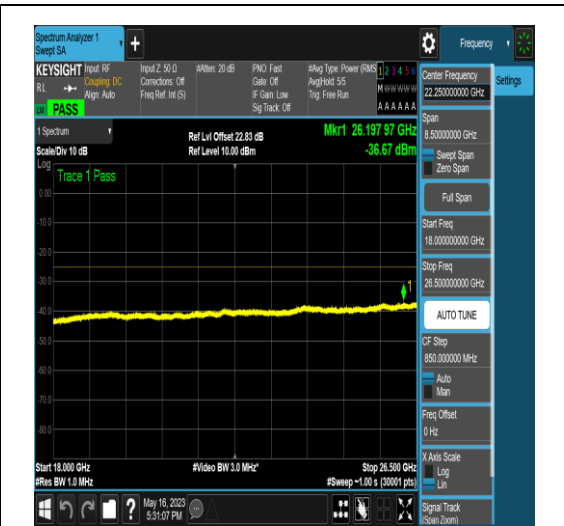 Spectrum Analyzer 1
Swept SA
+
Frequency
KEYSIGHT
RL
PASS
Input: RF
Coupling: DC
Align: Auto
Input Z: 50 Ω
Corrections: Off
Freq Ref: Int (S)
#Atten: 20 dB
PNO: Fast
Gate: Off
IF Gain: Low
Sig Track: Off
#Avg Type: Power (RMS
Avg|Hold: 5/5
Trig: Free Run
1 2 3 4 5 6
M W W W W W
A A A A A A
1 Spectrum
Scale/Div 10 dB
Log
Ref Lvl Offset 22.83 dB
Ref Level 10.00 dBm
Mkr1 26.197 97 GHz
-36.67 dBm
Trace 1 Pass
0.00
-10.0
-20.0
-30.0
-40.0
-50.0
-60.0
-70.0
-80.0
1
Start 18.000 GHz
#Res BW 1.0 MHz
#Video BW 3.0 MHz*
Stop 26.500 GHz
#Sweep ~1.00 s (30001 pts)
?
May 16, 2023
5:31:07 PM
Center Frequency
22.250000000 GHz
Settings
Span
8.50000000 GHz
Swept Span
Zero Span
Full Span
Start Freq
18.000000000 GHz
Stop Freq
26.500000000 GHz
AUTO TUNE
CF Step
850.000000 MHz
Auto
Man
Freq Offset
0 Hz
X Axis Scale
Log
Lin
Signal Track
(Span Zoom)